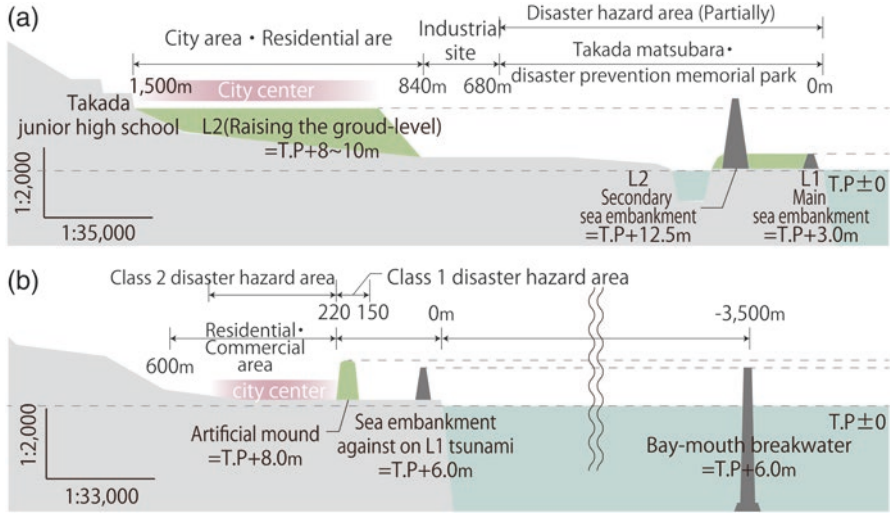 (a)
Disaster hazard area (Partially)
City area・Residential are
Industrial
site
Takada matsubara・
disaster prevention memorial park
1,500m
City center
840m
680m
0m
Takada
junior high school
L2(Raising the groud-level)
=T.P+8~10m
1:2,000
1:35,000
L2
Secondary
sea embankment
=T.P+12.5m
L1
Main
sea embankment
=T.P+3.0m
T.P±0
(b)
Class 2 disaster hazard area
Class 1 disaster hazard area
220
150
0m
-3,500m
Residential・
Commercial
area
600m
city center
Artificial mound
=T.P+8.0m
Sea embankment
against on L1 tsunami
=T.P+6.0m
Bay-mouth breakwater
=T.P+6.0m
T.P±0
1:2,000
1:33,000